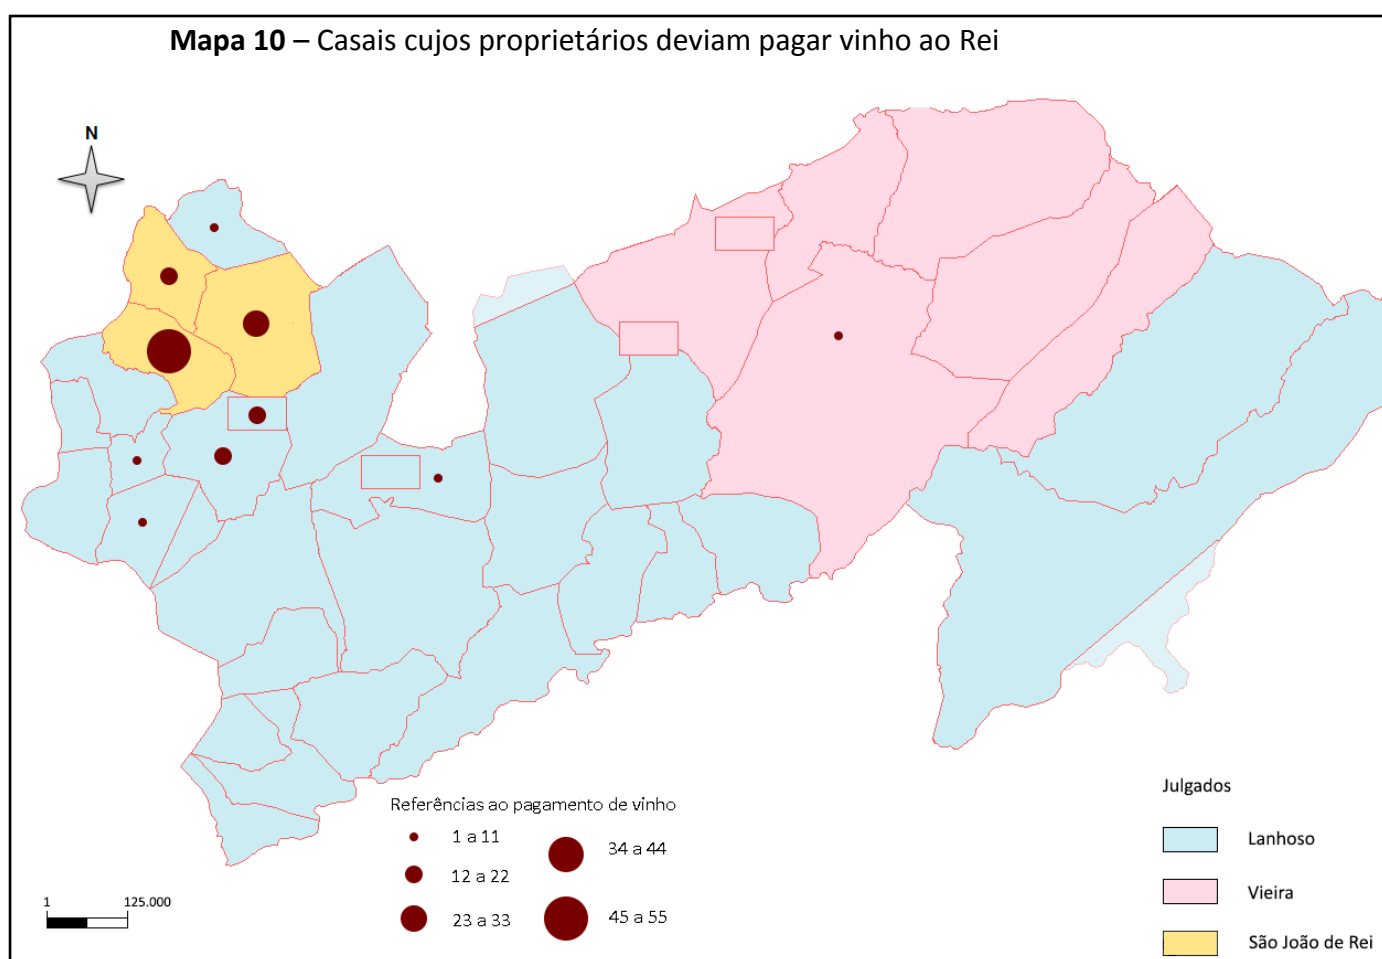 Mapa 10 – Casais cujos proprietários deviam pagar vinho ao Rei
N
Referências ao pagamento de vinho
1 a 11
12 a 22
23 a 33
34 a 44
45 a 55
1 125.000
Julgados
Lanhoso
Vieira
São João de Rei